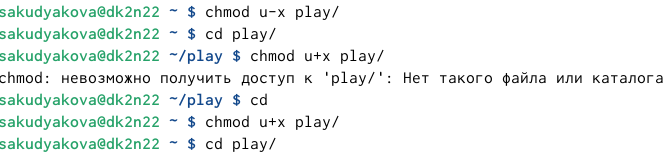 sakudyakova@dk2n22 ~ $ chmod u-x play/
sakudyakova@dk2n22 ~ $ cd play/
sakudyakova@dk2n22 ~/play $ chmod u+x play/
chmod: невозможно получить доступ к 'play/': Нет такого файла или каталога
sakudyakova@dk2n22 ~/play $ cd
sakudyakova@dk2n22 ~ $ chmod u+x play/
sakudyakova@dk2n22 ~ $ cd play/